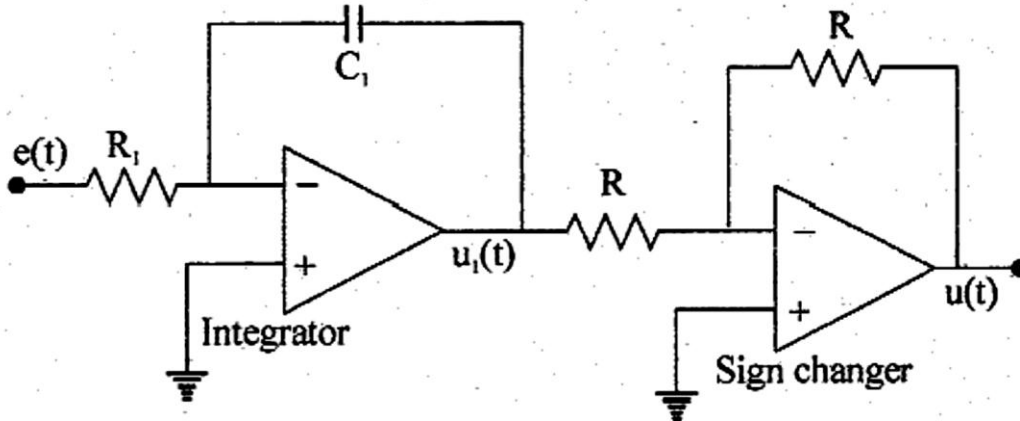 C₁
R
e(t)
R₁
R
−
+
u₁(t)
−
+
u(t)
Integrator
Sign changer